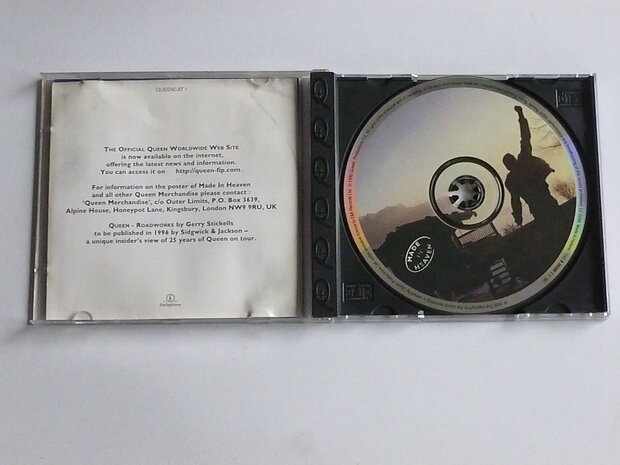 QUEENCAT 1
THE OFFICIAL QUEEN WORLDWIDE WEB SITE
is now available on the internet,
offering the latest news and information.
You can access it on http://queen-fip.com.
For information on the poster of Made In Heaven
and all other Queen Merchandise please contact :
'Queen Merchandise', c/o Outer Limits, P.O. Box 3639,
Alpine House, Honeypot Lane, Kingsbury, London NW9 9RU, UK
QUEEN - ROADWORKS by Gerry Stickells
to be published in 1996 by Sidgwick & Jackson –
a unique insider's view of 25 years of Queen on tour.
Parlophone
MADE
IN
HEAVEN